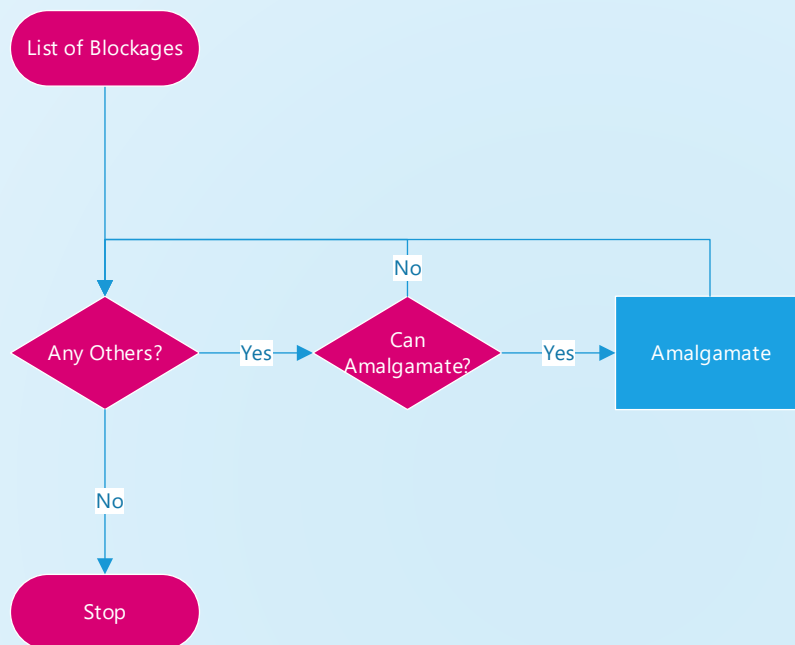 List of Blockages
No
Any Others?
Yes
Can
Amalgamate?
Yes
Amalgamate
No
Stop